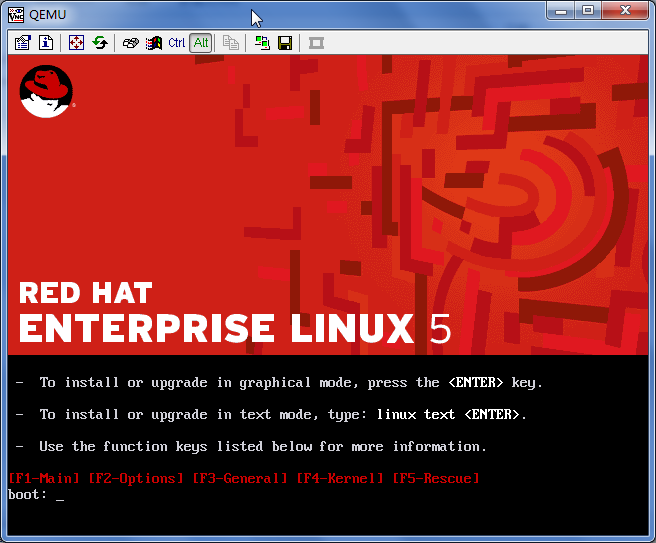 QEMU
Ctrl Alt
RED HAT
ENTERPRISE LINUX 5
-  To install or upgrade in graphical mode, press the <ENTER> key.
-  To install or upgrade in text mode, type: linux text <ENTER>.
-  Use the function keys listed below for more information.
[F1-Main] [F2-Options] [F3-General] [F4-Kernel] [F5-Rescue]
boot: _